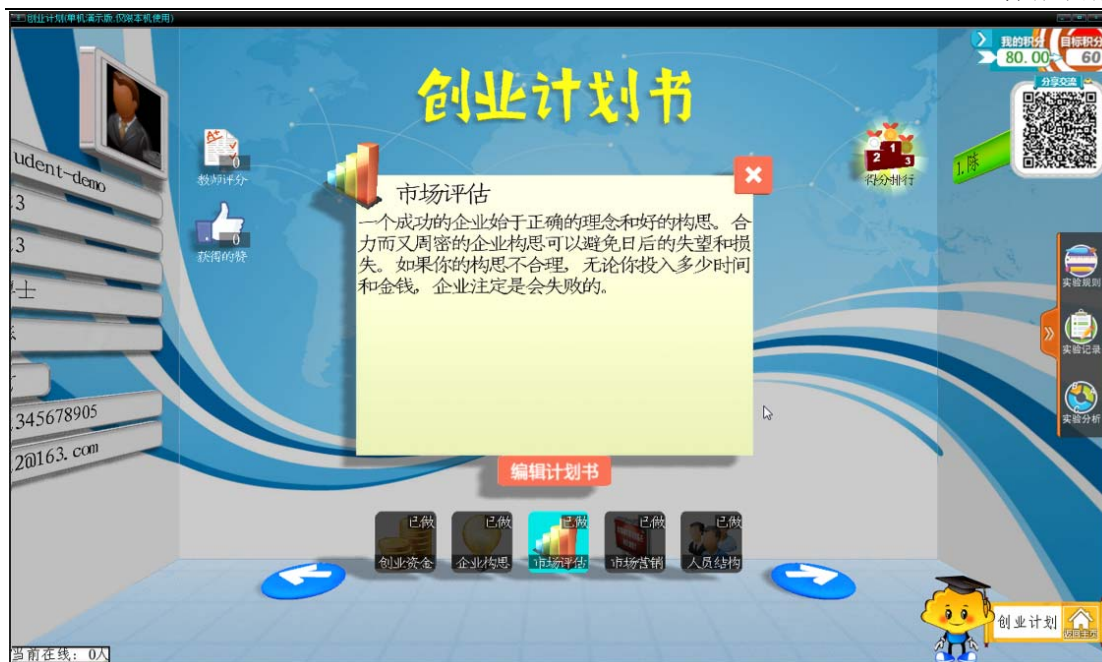 创业计划(单机演示版,仅限本机使用)
我的积分
目标积分
80.00
60
分享交流
创业计划书
A+
0
教师评分
0
获得的赞
2 1 3
得分排行
1.陈
udent-demo
3
3
士
345678905
2@163.com
市场评估
一个成功的企业始于正确的理念和好的构思。合
力而又周密的企业构思可以避免日后的失望和损
失。如果你的构思不合理，无论你投入多少时间
和金钱，企业注定是会失败的。
编辑计划书
实验规则
实验记录
实验分析
已做
创业资金
已做
企业构思
已做
市场评估
已做
市场营销
已做
人员结构
创业计划
当前在线: 0人